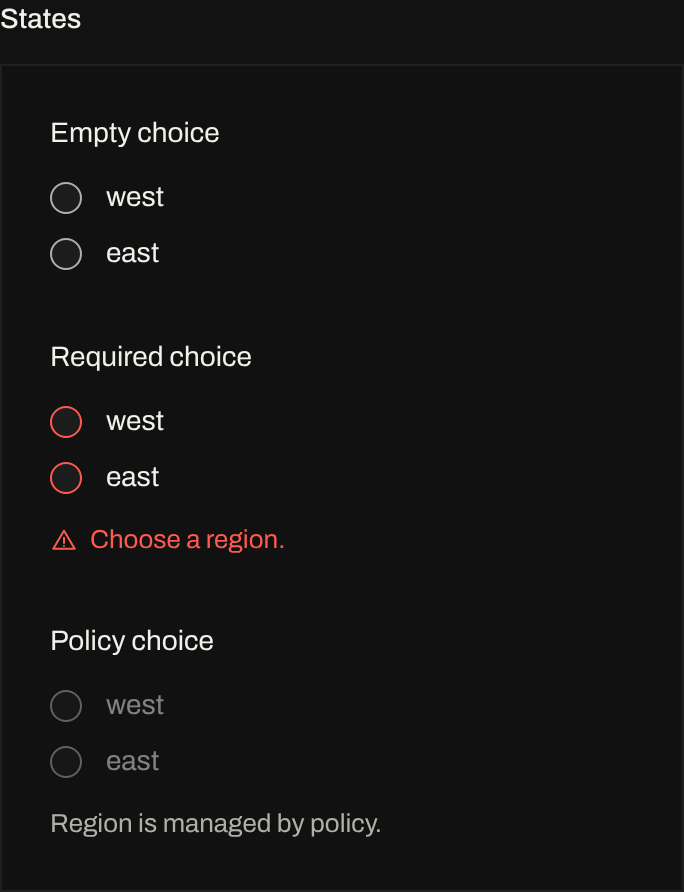 States
Empty choice
west
east
Required choice
west
east
Choose a region.
Policy choice
west
east
Region is managed by policy.